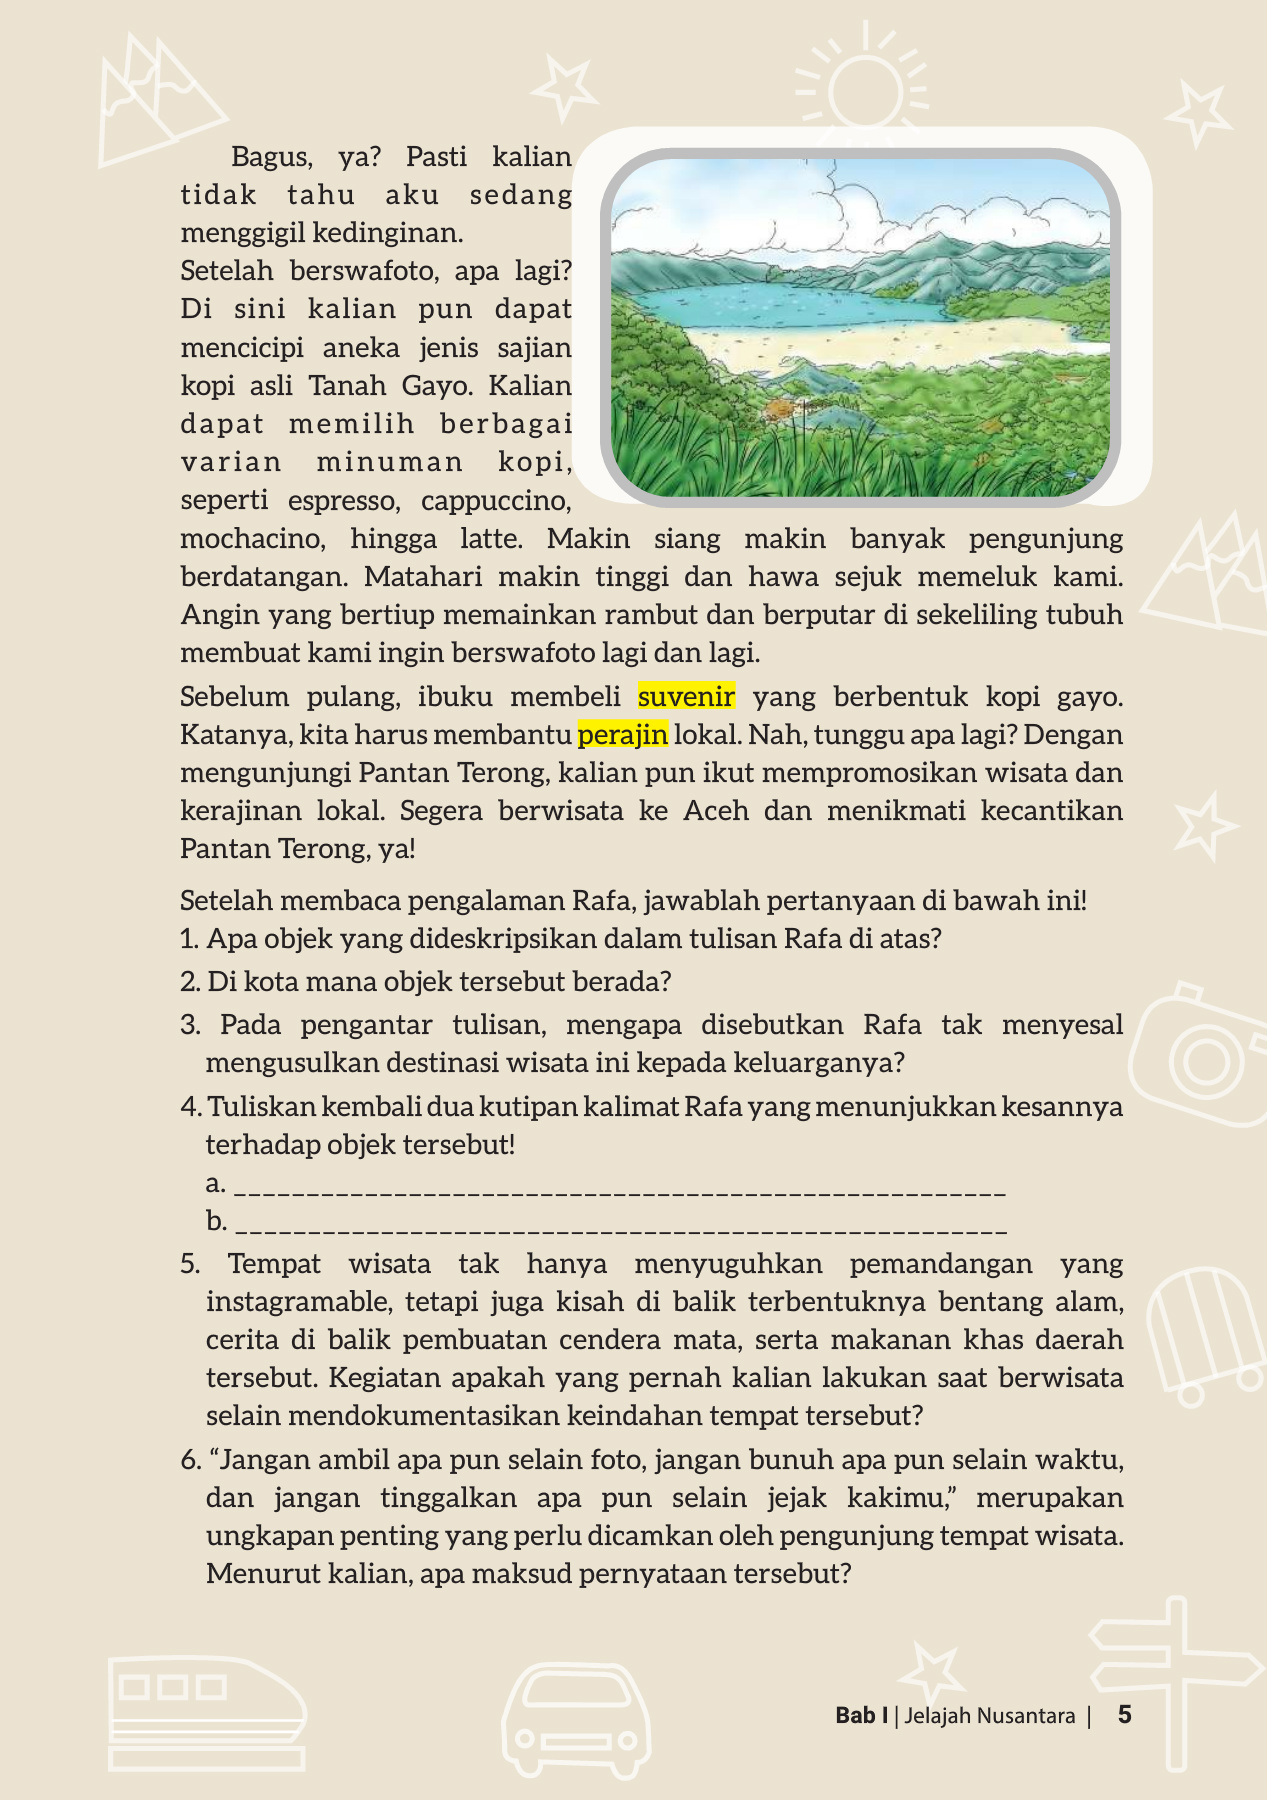 Bagus, ya? Pasti kalian
tidak tahu aku sedang
menggigil kedinginan.
Setelah berswafoto, apa lagi?
Di sini kalian pun dapat
mencicipi aneka jenis sajian
kopi asli Tanah Gayo. Kalian
dapat memilih berbagai
varian minuman kopi,
seperti espresso, cappuccino,
mochacino, hingga latte. Makin siang makin banyak pengunjung
berdatangan. Matahari makin tinggi dan hawa sejuk memeluk kami.
Angin yang bertiup memainkan rambut dan berputar di sekeliling tubuh
membuat kami ingin berswafoto lagi dan lagi.
Sebelum pulang, ibuku membeli suvenir yang berbentuk kopi gayo.
Katanya, kita harus membantu perajin lokal. Nah, tunggu apa lagi? Dengan
mengunjungi Pantan Terong, kalian pun ikut mempromosikan wisata dan
kerajinan lokal. Segera berwisata ke Aceh dan menikmati kecantikan
Pantan Terong, ya!
Setelah membaca pengalaman Rafa, jawablah pertanyaan di bawah ini!
1. Apa objek yang dideskripsikan dalam tulisan Rafa di atas?
2. Di kota mana objek tersebut berada?
3. Pada pengantar tulisan, mengapa disebutkan Rafa tak menyesal
mengusulkan destinasi wisata ini kepada keluarganya?
4. Tuliskan kembali dua kutipan kalimat Rafa yang menunjukkan kesannya
terhadap objek tersebut!
a. _____________________________________________________
b. _____________________________________________________
5. Tempat wisata tak hanya menyuguhkan pemandangan yang
instagramable, tetapi juga kisah di balik terbentuknya bentang alam,
cerita di balik pembuatan cendera mata, serta makanan khas daerah
tersebut. Kegiatan apakah yang pernah kalian lakukan saat berwisata
selain mendokumentasikan keindahan tempat tersebut?
6. “Jangan ambil apa pun selain foto, jangan bunuh apa pun selain waktu,
dan jangan tinggalkan apa pun selain jejak kakimu,” merupakan
ungkapan penting yang perlu dicamkan oleh pengunjung tempat wisata.
Menurut kalian, apa maksud pernyataan tersebut?
Bab I | Jelajah Nusantara | 5